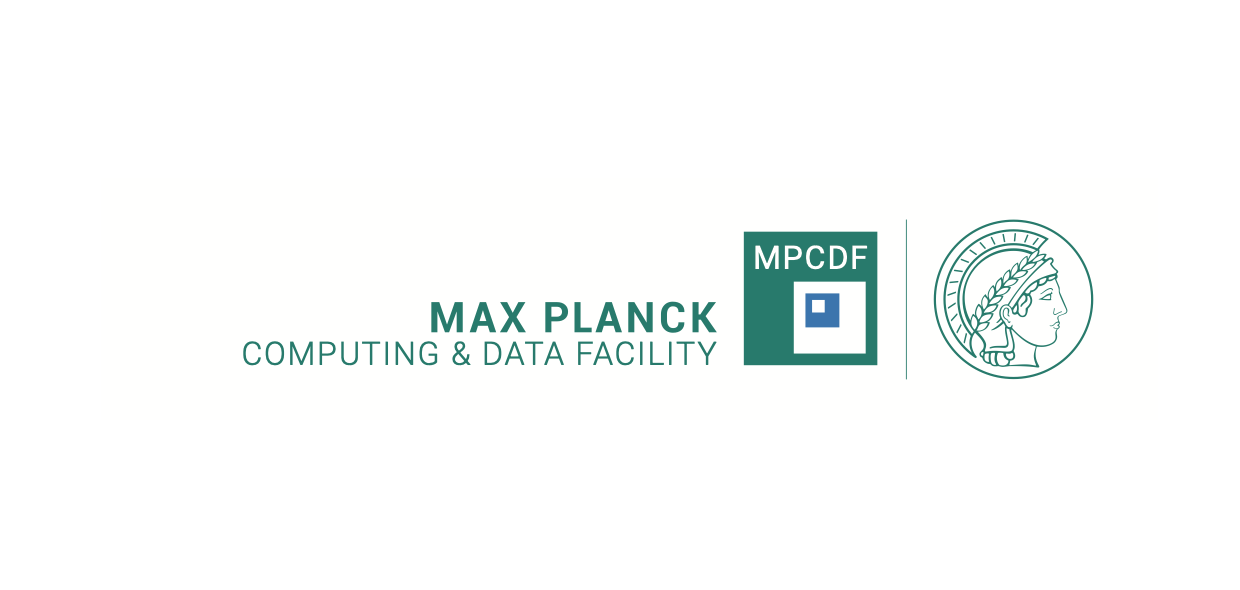 MAX PLANCK
COMPUTING & DATA FACILITY
MPCDF